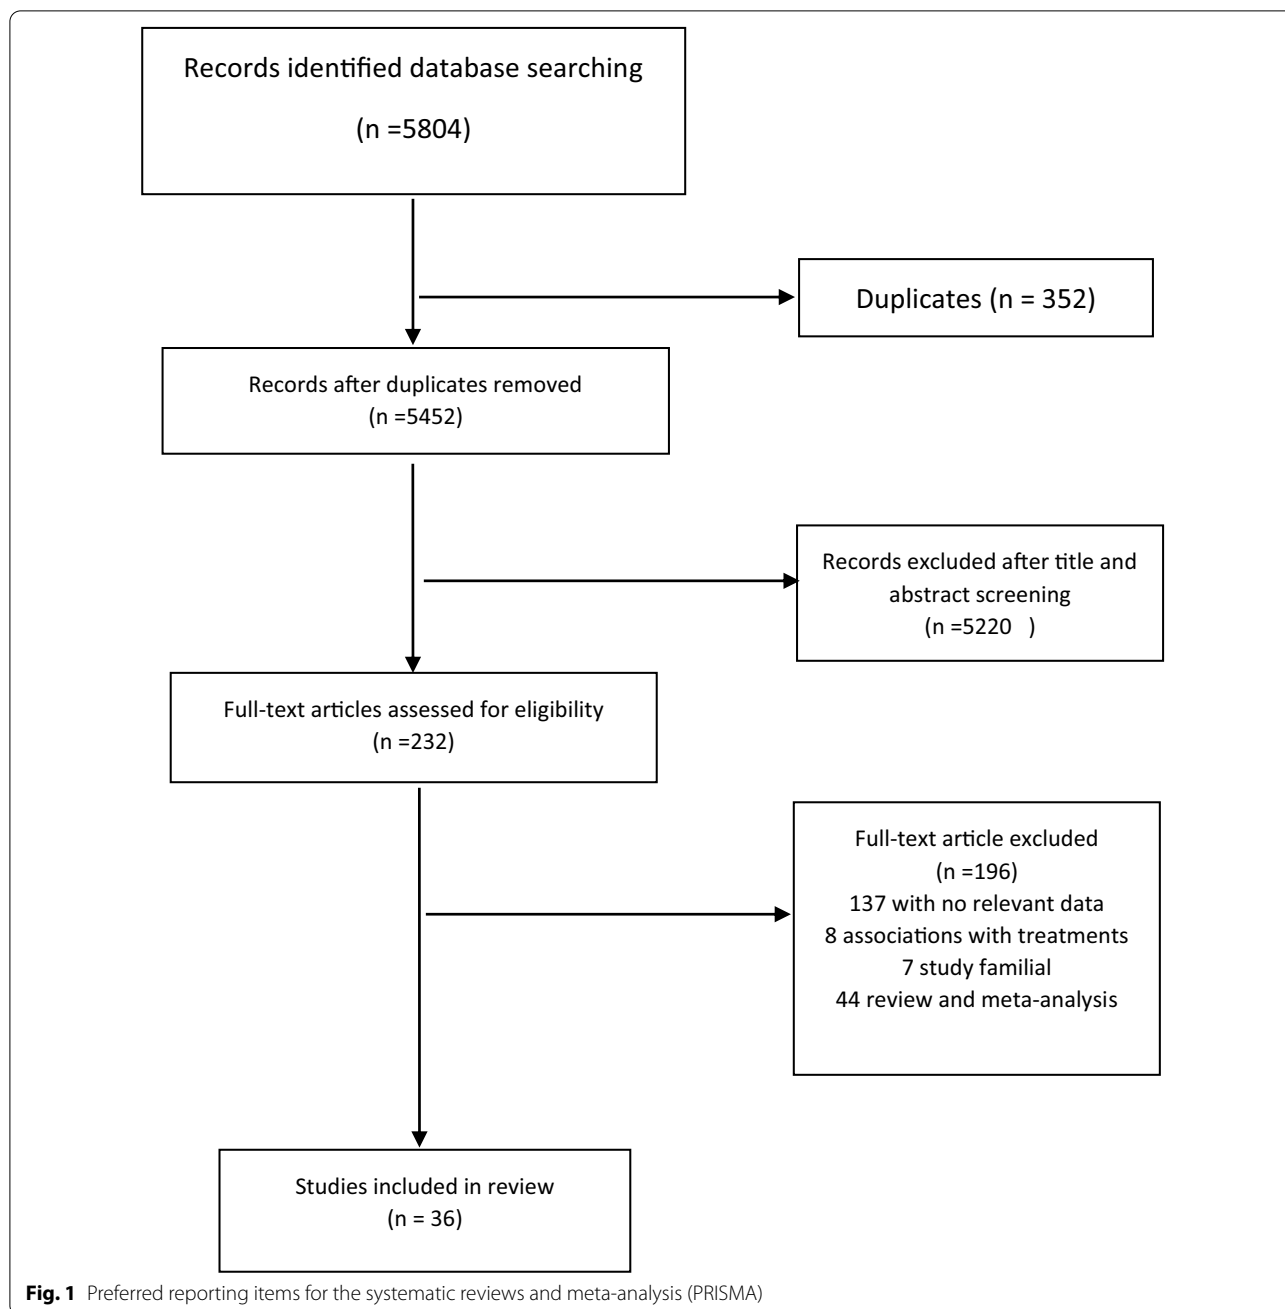 Records identified database searching
(n =5804)
Duplicates (n = 352)
Records after duplicates removed
(n =5452)
Records excluded after title and
abstract screening
(n =5220   )
Full-text articles assessed for eligibility
(n =232)
Full-text article excluded
(n =196)
137 with no relevant data
8 associations with treatments
7 study familial
44 review and meta-analysis
Studies included in review
(n = 36)
Fig. 1 Preferred reporting items for the systematic reviews and meta-analysis (PRISMA)